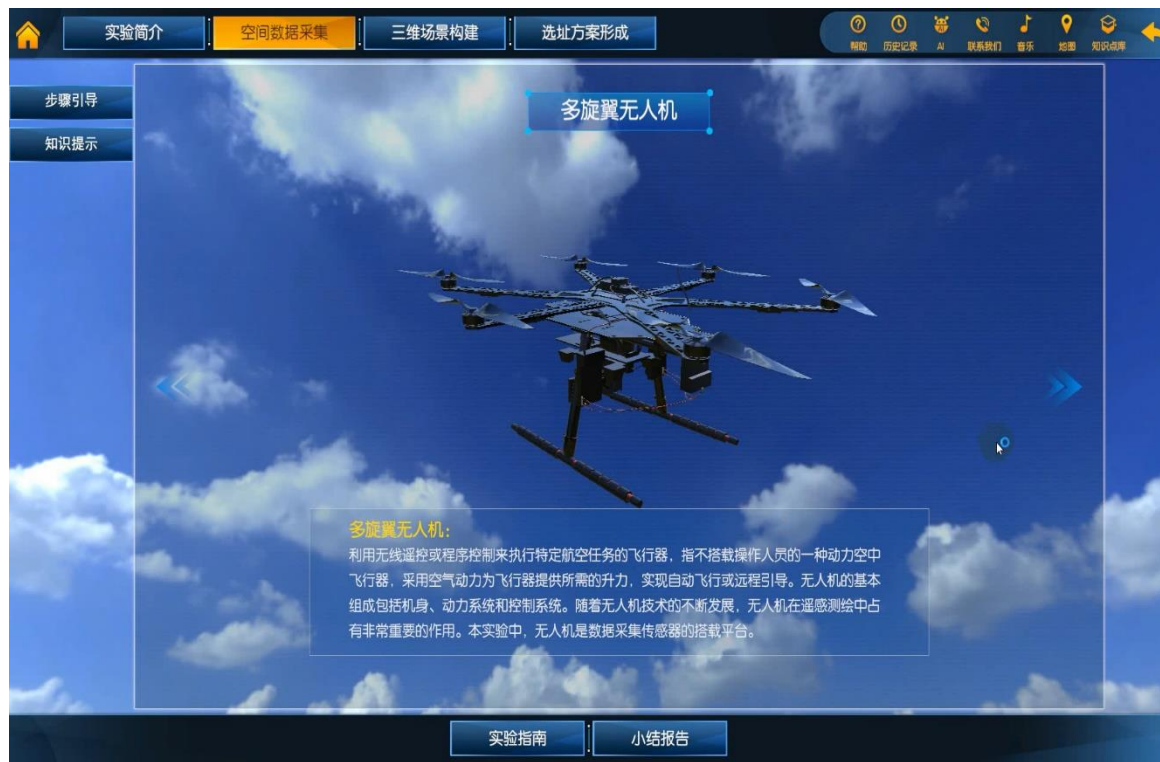 实验简介
空间数据采集
三维场景构建
选址方案形成
帮助
历史记录
AI
联系我们
音乐
地图
知识点库
步骤引导
知识提示
多旋翼无人机
多旋翼无人机：
利用无线遥控或程序控制来执行特定航空任务的飞行器，指不搭载操作人员的一种动力空中
飞行器，采用空气动力为飞行器提供所需的升力，实现自动飞行或远程引导。无人机的基本
组成包括机身、动力系统和控制系统。随着无人机技术的不断发展，无人机在遥感测绘中占
有非常重要的作用。本实验中，无人机是数据采集传感器的搭载平台。
实验指南
小结报告